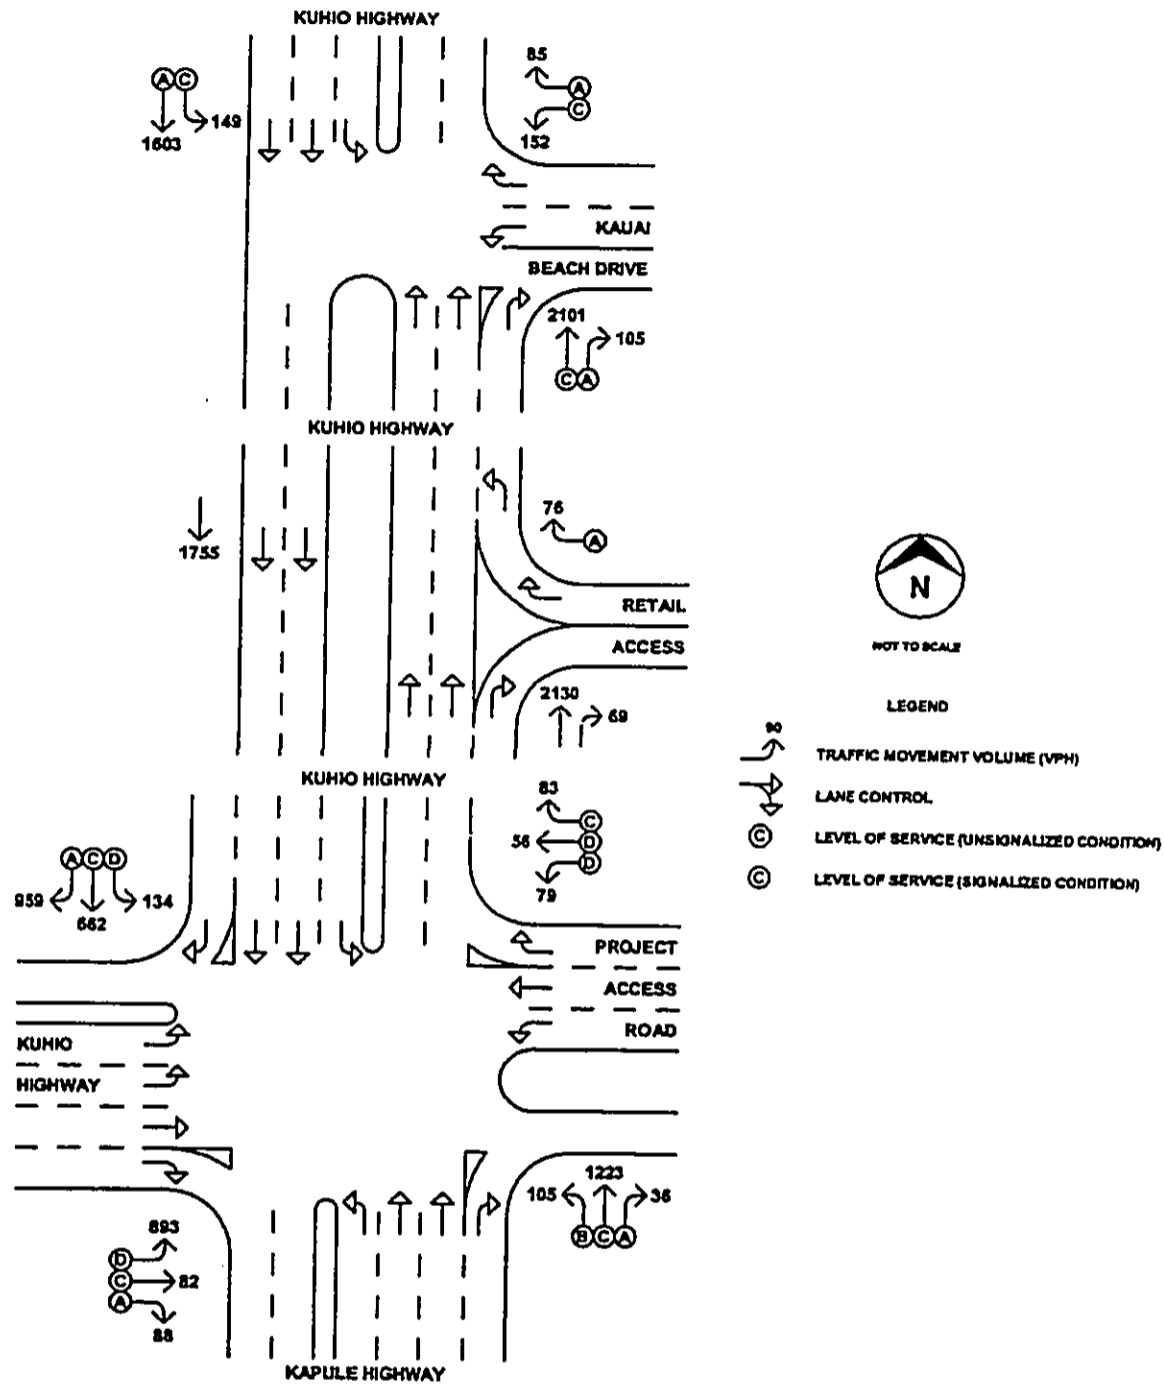 KUHIO HIGHWAY
A C
149
1603
85
A
C
152
KAUAI
BEACH DRIVE
2101
105
C A
KUHIO HIGHWAY
1755
76
A
RETAIL
ACCESS
2130
69
KUHIO HIGHWAY
83
C
56
D
D
79
A C D
959
134
662
PROJECT
ACCESS
ROAD
KUHIO
HIGHWAY
1223
105
36
B C A
893
D
C
82
A
88
KAPULE HIGHWAY
N
NOT TO SCALE
LEGEND
90
TRAFFIC MOVEMENT VOLUME (VPH)
LANE CONTROL
C LEVEL OF SERVICE (UNSIGNALIZED CONDITION)
C LEVEL OF SERVICE (SIGNALIZED CONDITION)